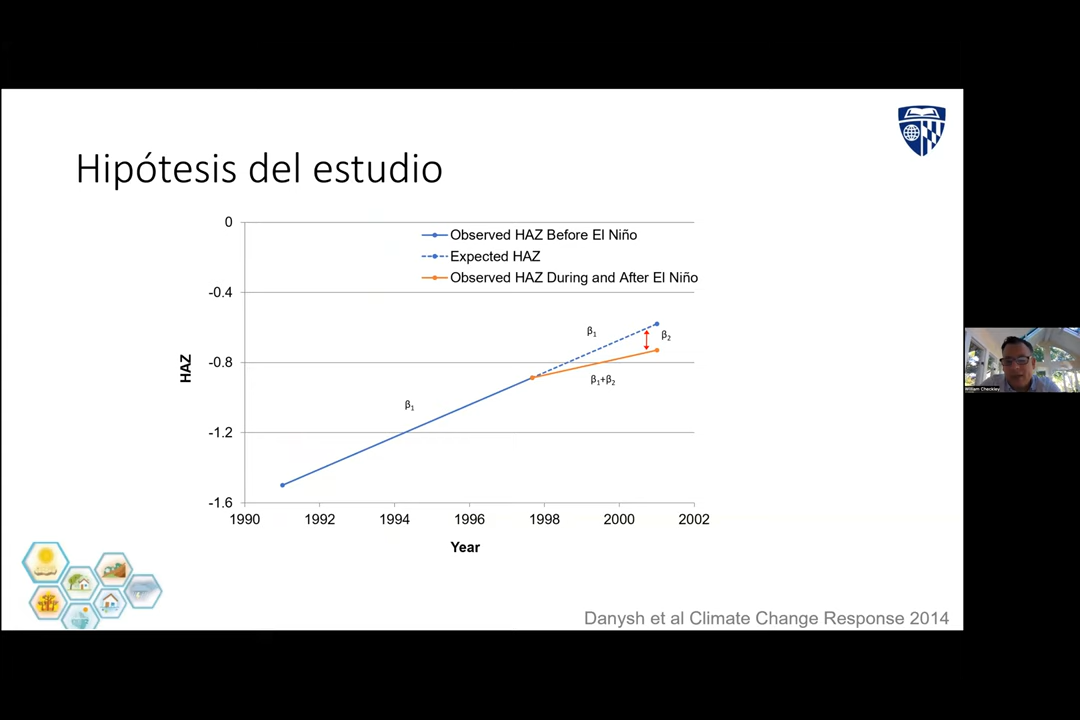 Hipótesis del estudio
0
-0.4
-0.8
-1.2
-1.6
HAZ
Observed HAZ Before El Niño
Expected HAZ
Observed HAZ During and After El Niño
β₁
β₂
β₁+β₂
β₁
1990 1992 1994 1996 1998 2000 2002
Year
Danysh et al Climate Change Response 2014
William Checkley